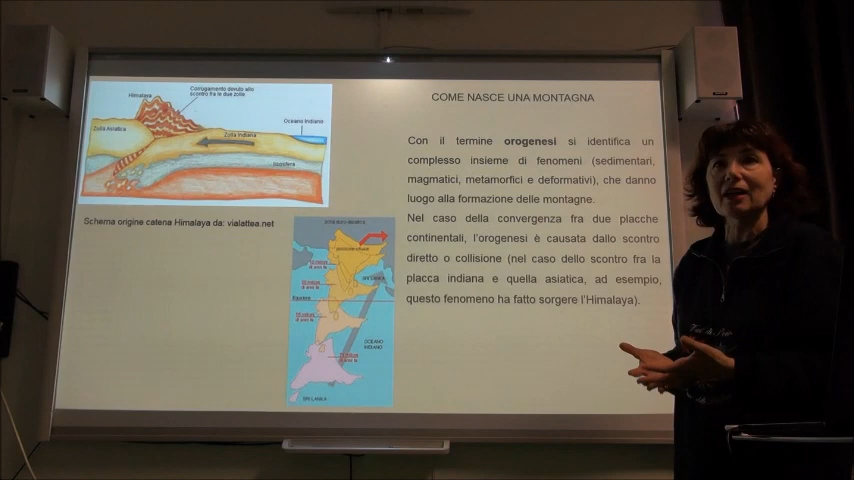 COME NASCE UNA MONTAGNA
Corrugamento dovuto allo
scontro fra le due zolle
Himalaya
Oceano Indiano
Zolla Asiatica
Zolla Indiana
Con il termine orogenesi si identifica un
complesso insieme di fenomeni (sedimentari,
magmatici, metamorfici e deformativi), che danno
luogo alla formazione delle montagne.
Nel caso della convergenza fra due placche
continentali, l'orogenesi è causata dallo scontro
diretto o collisione (nel caso dello scontro fra la
placca indiana e quella asiatica, ad esempio,
questo fenomeno ha fatto sorgere l'Himalaya).
Schema origine catena Himalaya da: vialattea.net
SRI LANKA
Equatore
OCEANO
INDIANO
SRI LANKA